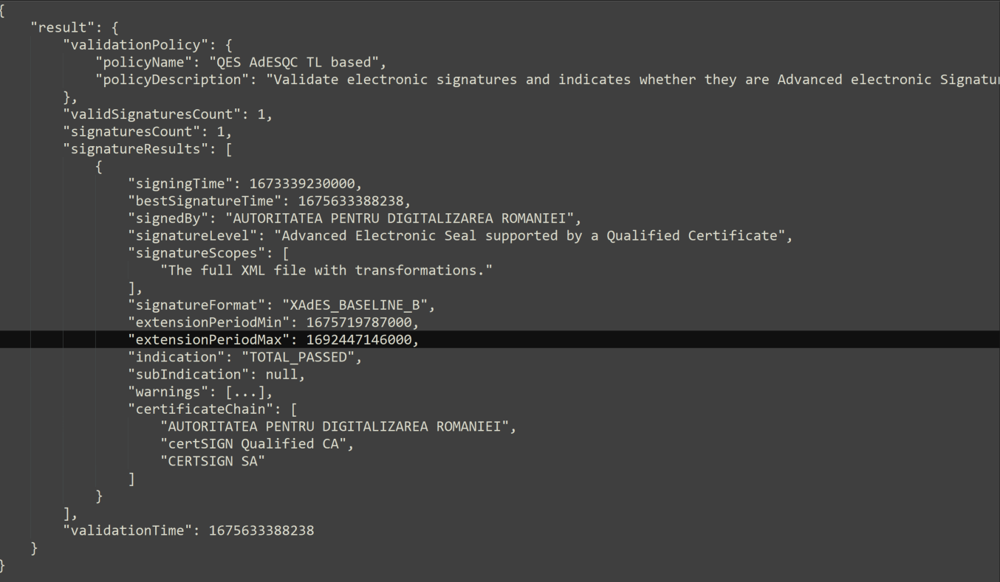 {
"result": {
"validationPolicy": {
"policyName": "QES AdESQC TL based",
"policyDescription": "Validate electronic signatures and indicates whether they are Advanced electronic
},
"validSignaturesCount": 1,
"signaturesCount": 1,
"signatureResults": [
{
"signingTime": 1673339230000,
"bestSignatureTime": 1675633388238,
"signedBy": "AUTORITATEA PENTRU DIGITALIZAREA ROMANIEI",
"signatureLevel": "Advanced Electronic Seal supported by a Qualified Certificate",
"signatureScopes": [
"The full XML file with transformations."
],
"signatureFormat": "XAdES_BASELINE_B",
"extensionPeriodMin": 1675719787000,
"extensionPeriodMax": 1692447146000,
"indication": "TOTAL_PASSED",
"subIndication": null,
"warnings": [...],
"certificateChain": [
"AUTORITATEA PENTRU DIGITALIZAREA ROMANIEI",
"certSIGN Qualified CA",
"CERTSIGN SA"
]
}
],
"validationTime": 1675633388238
}
}